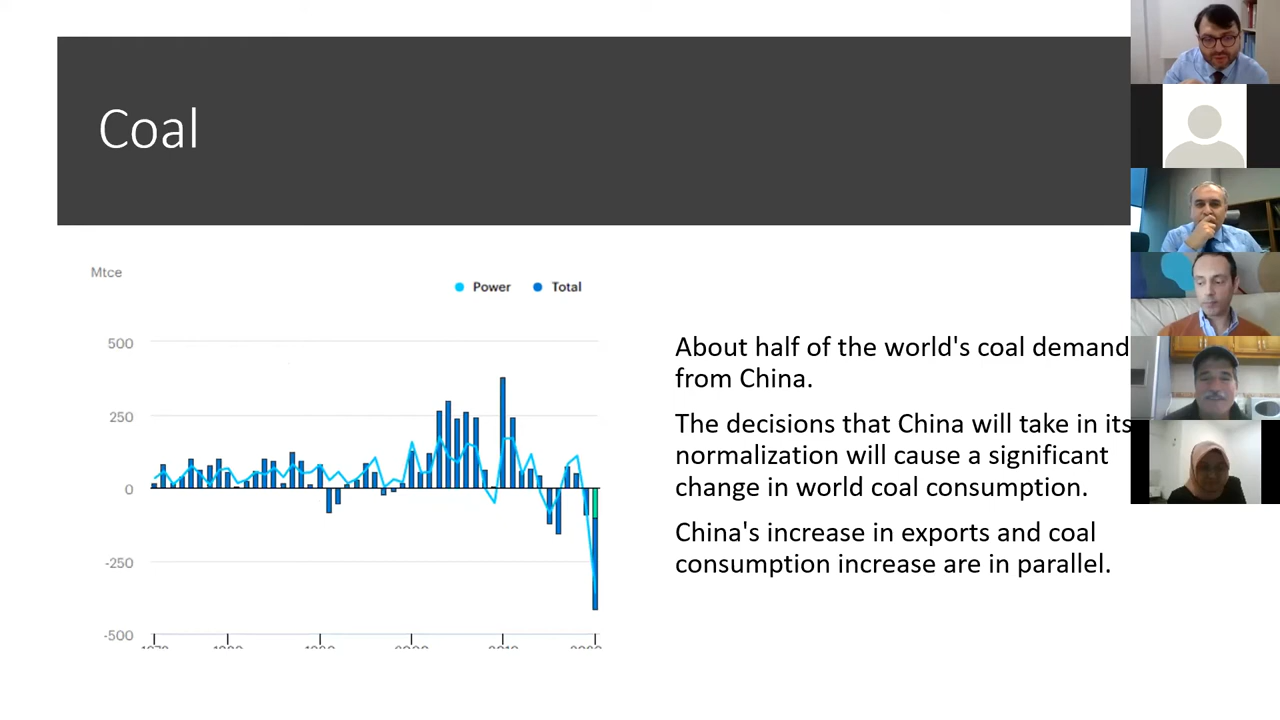 Coal
Mtce
Power Total
500
250
0
-250
-500
About half of the world's coal demand
from China.
The decisions that China will take in its
normalization will cause a significant
change in world coal consumption.
China's increase in exports and coal
consumption increase are in parallel.